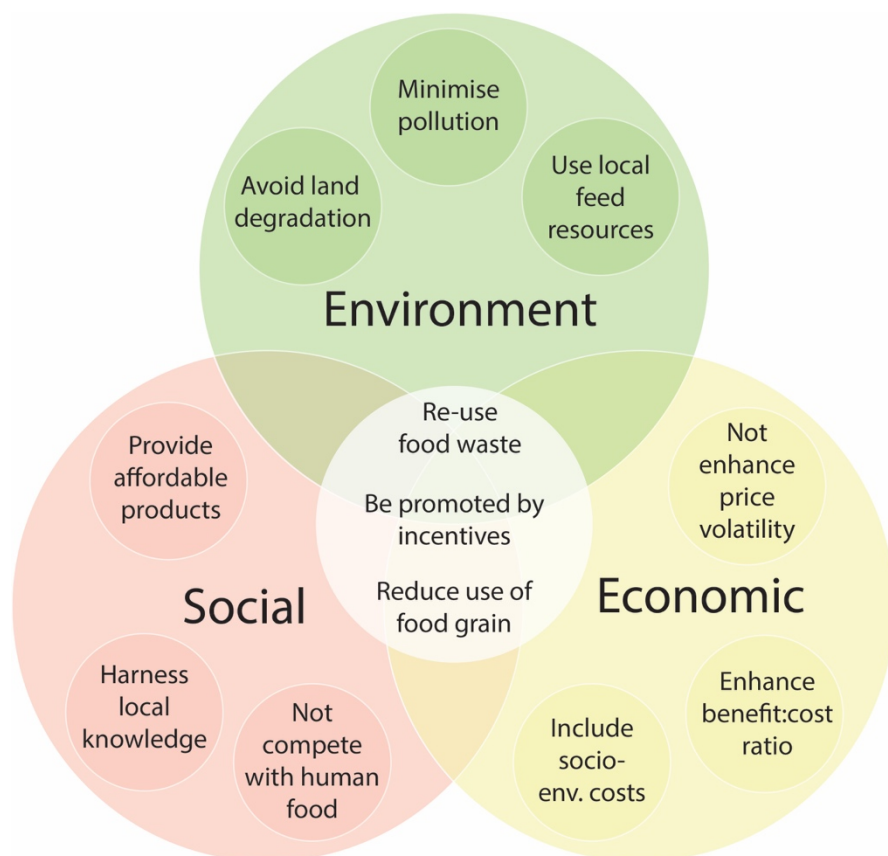 Minimise
pollution
Avoid land
degradation
Use local
feed
resources
Environment
Re-use
food waste
Be promoted by
incentives
Reduce use of
food grain
Provide
affordable
products
Social
Harness
local
knowledge
Not
compete
with human
food
Not
enhance
price
volatility
Economic
Enhance
benefit:cost
ratio
Include
socio-
env. costs